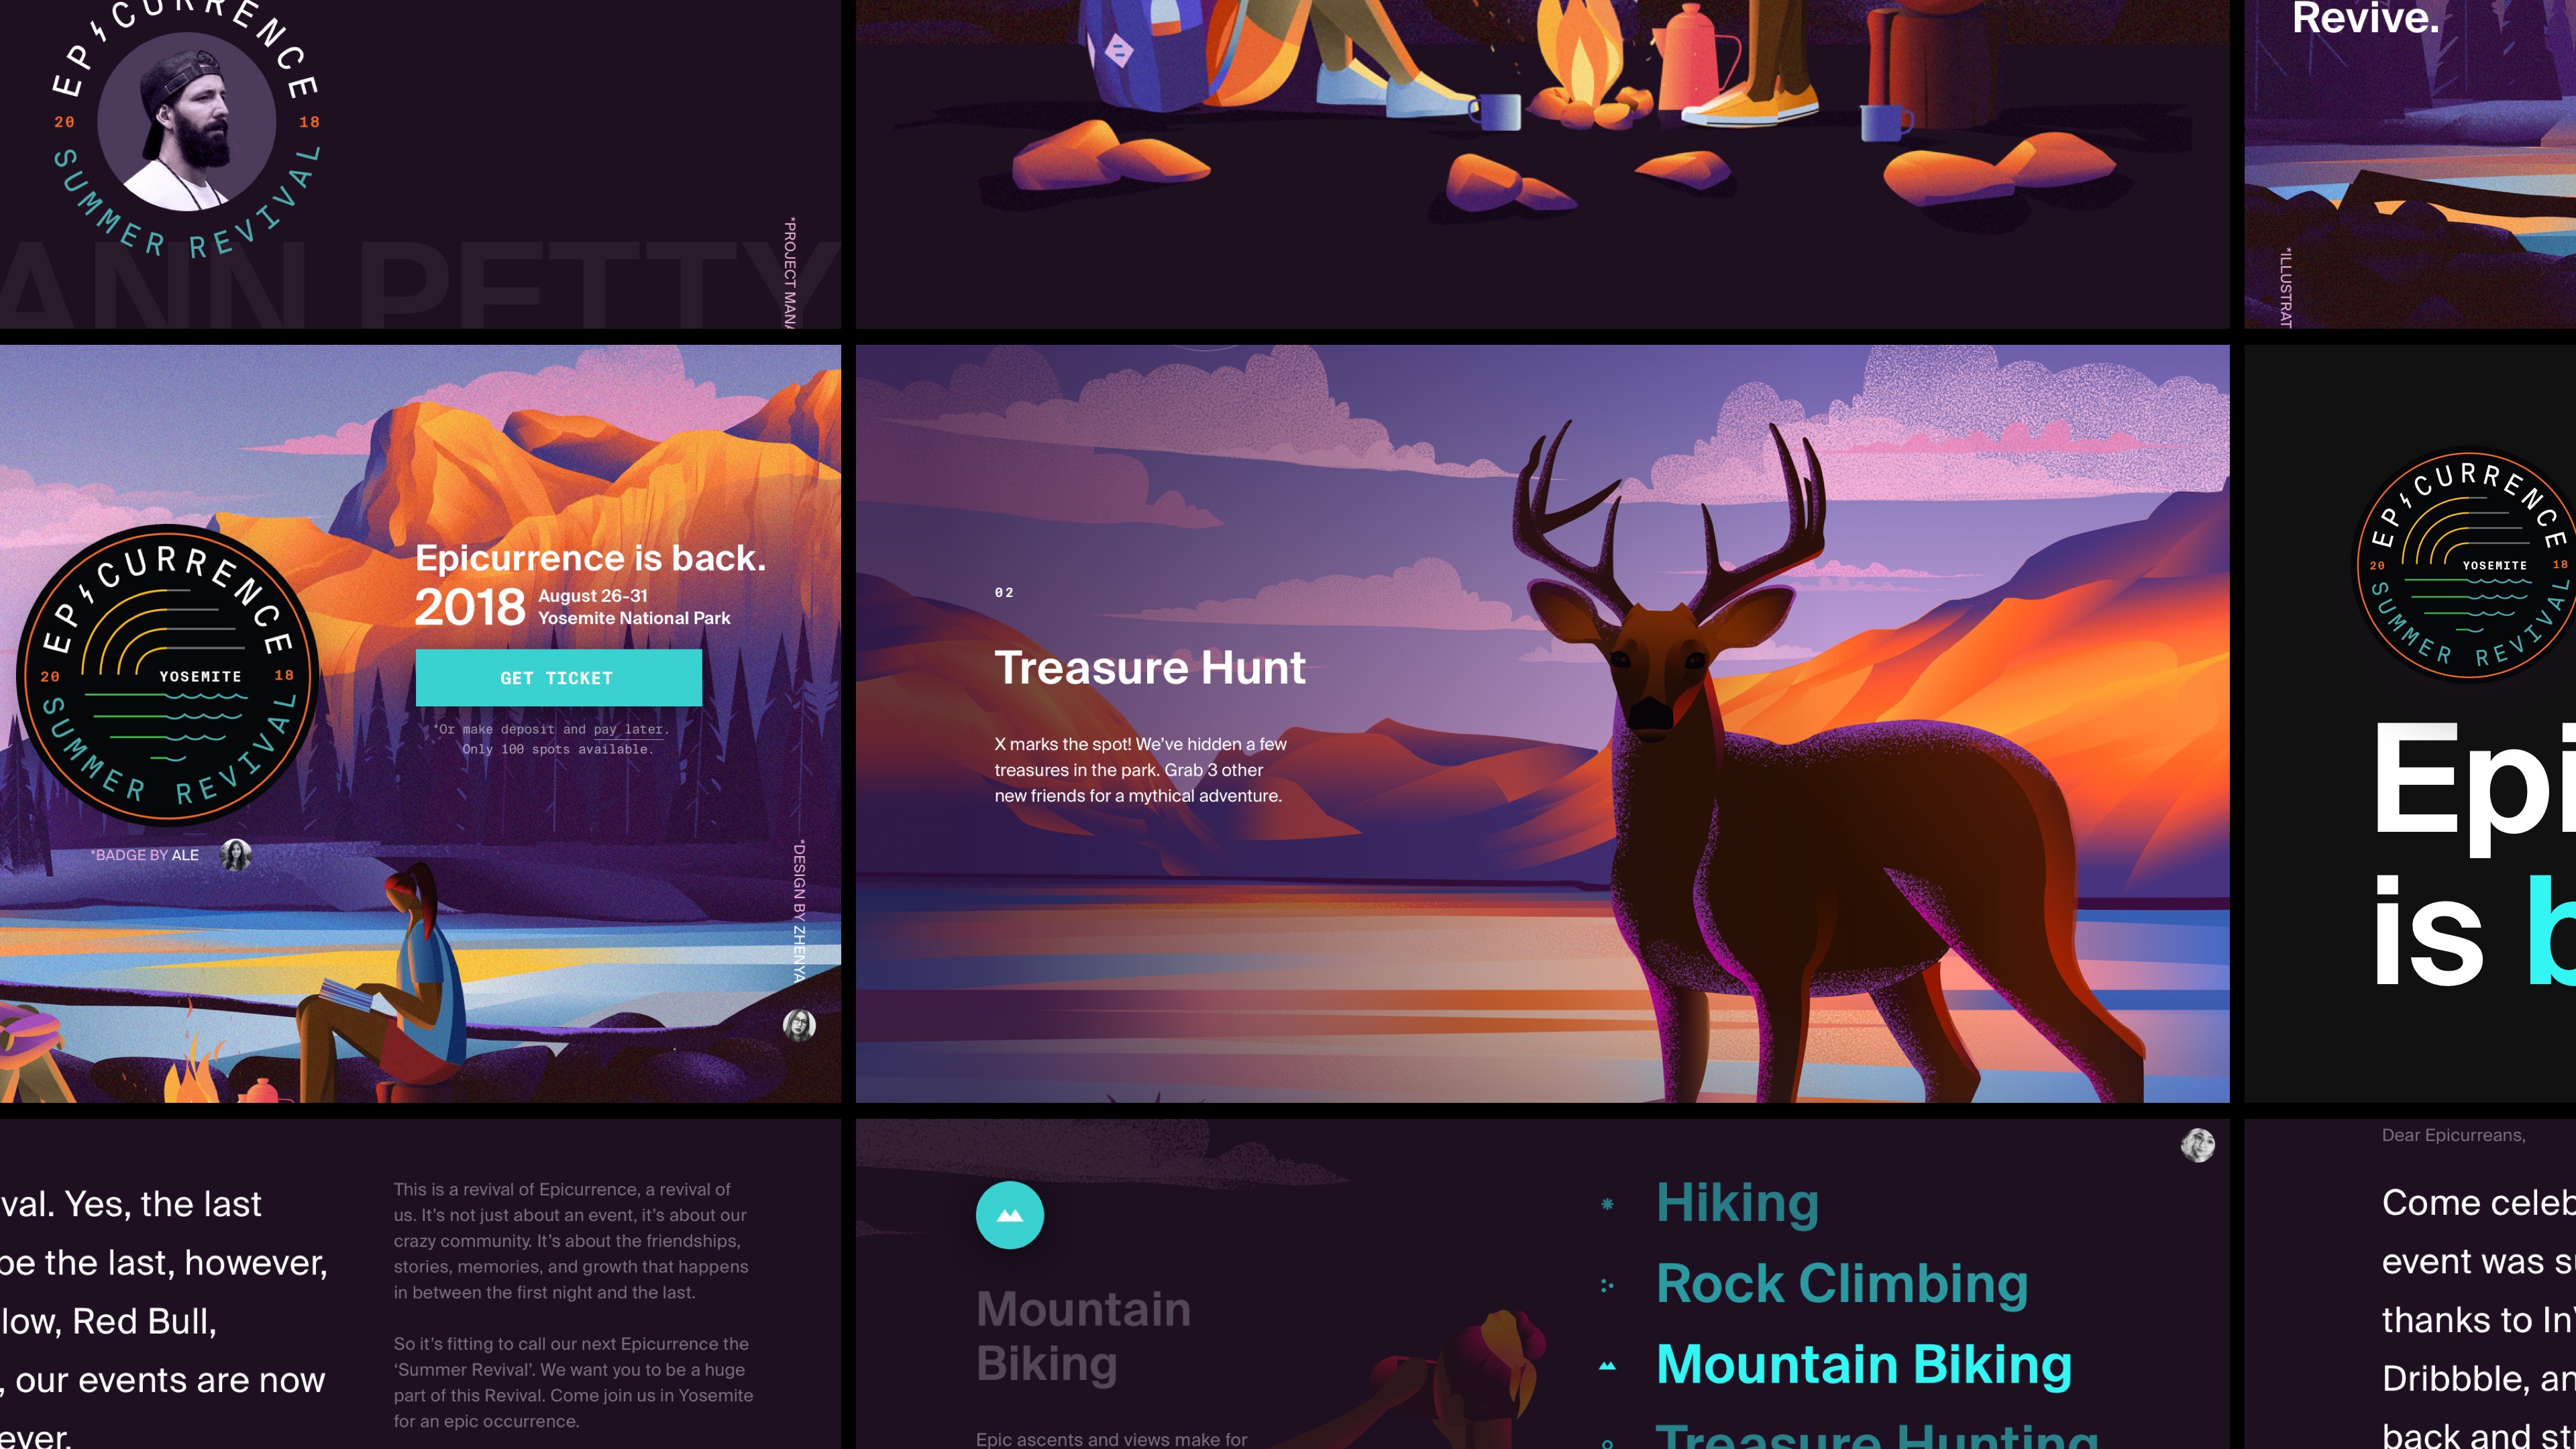 EPICURRENCE
20 18
SUMMER REVIVAL
ANN PETTY
*PROJECT MANA
Revive.
*ILLUSTRAT
EPICURRENCE
20 YOSEMITE 18
SUMMER REVIVAL
*BADGE BY ALE
Epicurrence is back.
2018
August 26-31
Yosemite National Park
GET TICKET
*Or make deposit and pay later.
Only 100 spots available.
*DESIGN BY ZHENYA
02
Treasure Hunt
X marks the spot! We've hidden a few
treasures in the park. Grab 3 other
new friends for a mythical adventure.
EPICURRENCE
20 YOSEMITE 18
SUMMER REVIVAL
Epi
is b
val. Yes, the last
be the last, however,
low, Red Bull,
, our events are now
ever.
This is a revival of Epicurrence, a revival of
us. It's not just about an event, it's about our
crazy community. It's about the friendships,
stories, memories, and growth that happens
in between the first night and the last.
So it's fitting to call our next Epicurrence the
‘Summer Revival’. We want you to be a huge
part of this Revival. Come join us in Yosemite
for an epic occurrence.
Mountain
Biking
Epic ascents and views make for
Hiking
Rock Climbing
Mountain Biking
Treasure Hunting
Dear Epicurreans,
Come celeb
event was su
thanks to In
Dribbble, an
back and st